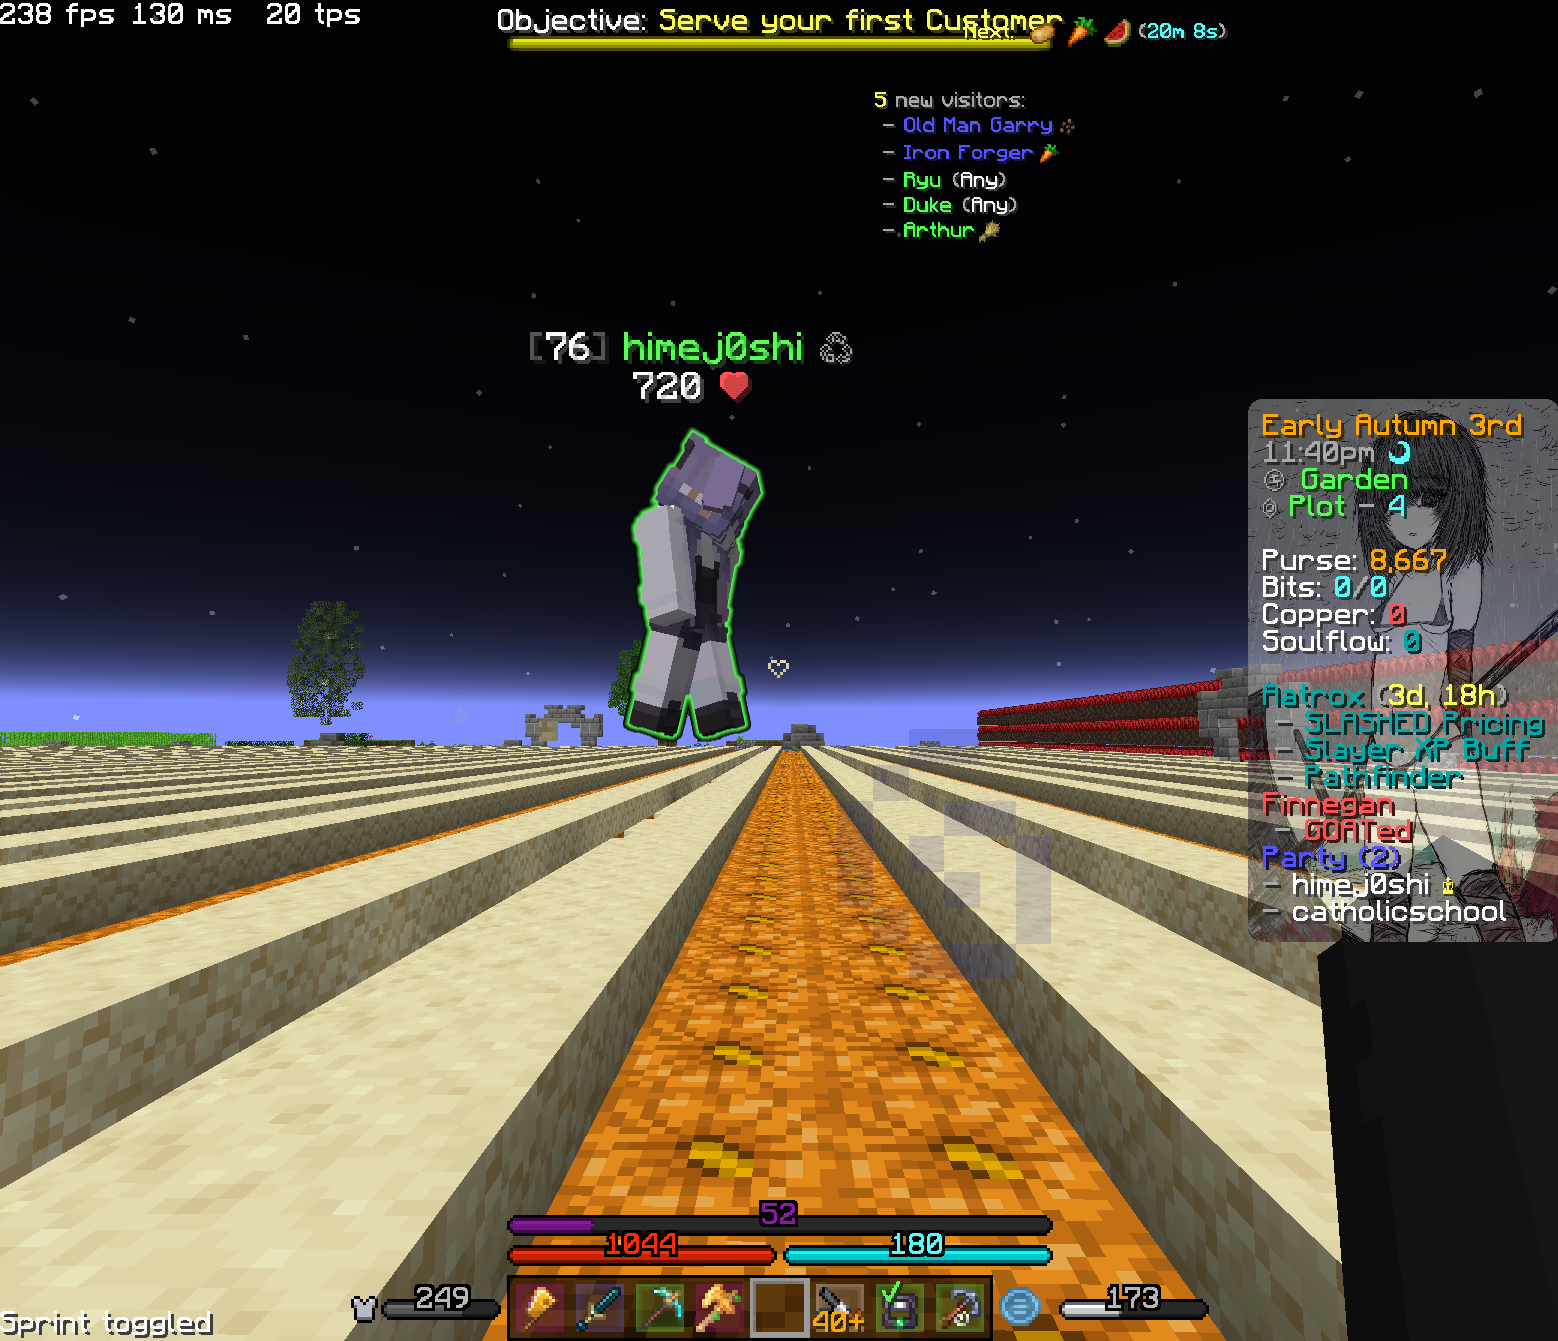 238 fps 130 ms 20 tps
Objective: Serve your first Customer
Next: (20m 8s)
5 new visitors:
- Old Man Garry
- Iron Forger
- Ryu (Any)
- Duke (Any)
- Arthur
[76] himej0shi
720
Early Autumn 3rd
11:40pm
Garden
Plot - 4
Purse: 8,667
Bits: 0/0
Copper: 0
Soulflow: 0
Aatrox (3d, 18h)
- SLASHED Pricing
- Slayer XP Buff
- Pathfinder
Finnegan
- GOATed
Party (2)
- himej0shi
- catholicschool
52
1044
180
249
40+
173
Sprint toggled